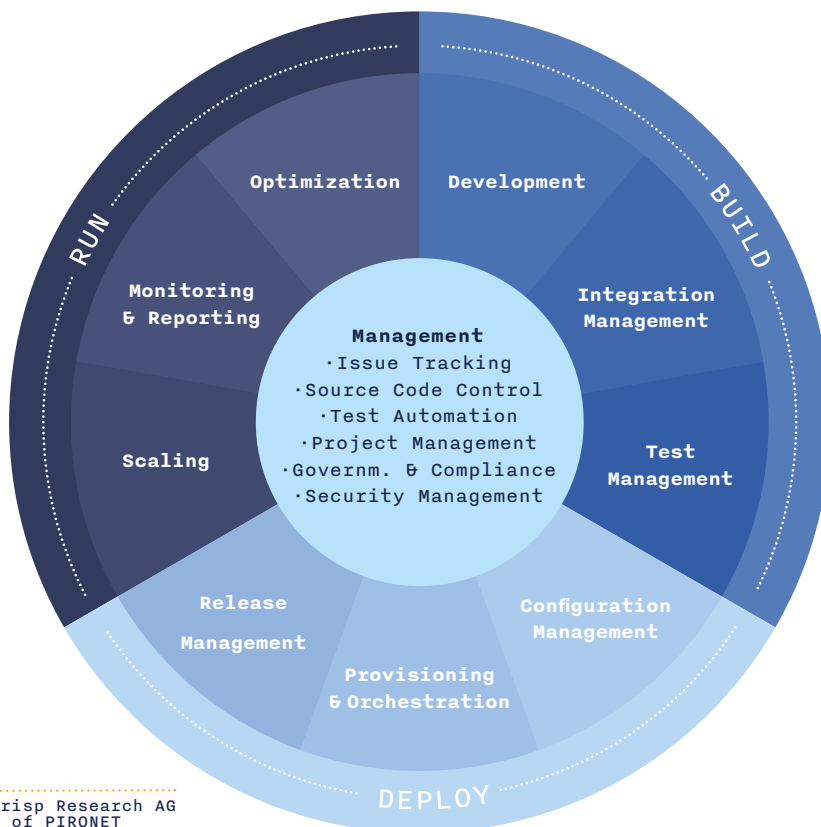 RUN
BUILD
DEPLOY
Optimization
Development
Monitoring
& Reporting
Integration
Management
Scaling
Test
Management
Release
Management
Provisioning
& Orchestration
Configuration
Management
Management
·Issue Tracking
·Source Code Control
·Test Automation
·Project Management
·Governm. & Compliance
·Security Management
risp Research AG
of PIRONET